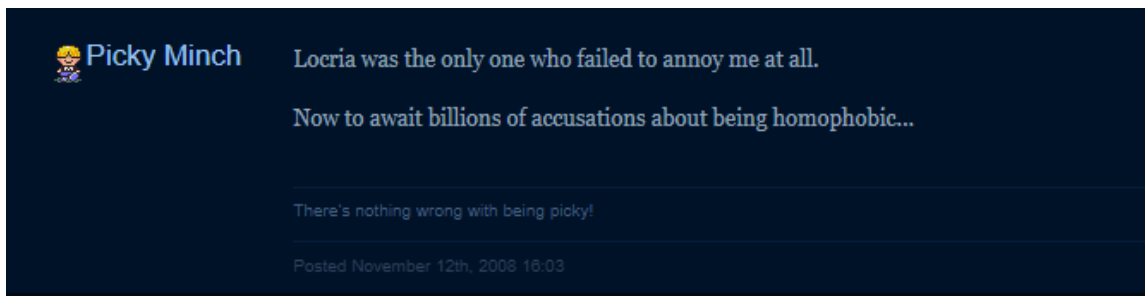 Picky Minch
Locria was the only one who failed to annoy me at all.
Now to await billions of accusations about being homophobic...
There's nothing wrong with being picky!
Posted November 12th, 2008 16:03